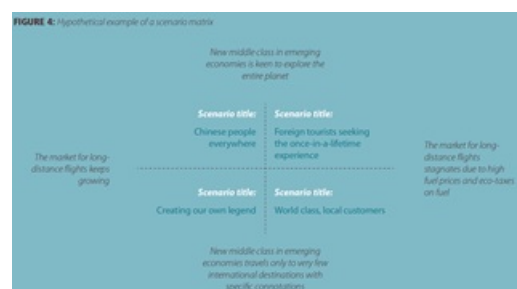 FIGURE 4: Hypothetical example of a scenario matrix
New middle-class in emerging
economies is keen to explore the
entire planet
Scenario title:
Chinese people
everywhere
Scenario title:
Foreign tourists seeking
the once-in-a-lifetime
experience
The market for long-
distance flights keeps
growing
The market for long-
distance flights
stagnates due to high
fuel prices and eco-taxes
on fuel
Scenario title:
Creating our own legend
Scenario title:
World class, local customers
New middle-class in emerging
economies travels only to very few
international destinations with
specific connotations